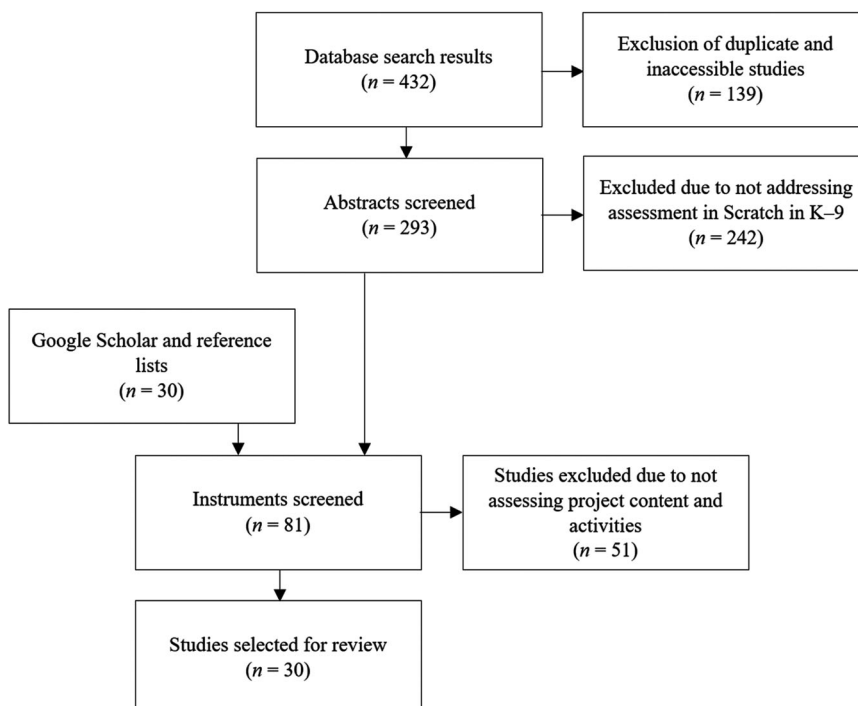 Database search results
(n = 432)
Exclusion of duplicate and
inaccessible studies
(n = 139)
Abstracts screened
(n = 293)
Excluded due to not addressing
assessment in Scratch in K–9
(n = 242)
Google Scholar and reference
lists
(n = 30)
Instruments screened
(n = 81)
Studies excluded due to not
assessing project content and
activities
(n = 51)
Studies selected for review
(n = 30)